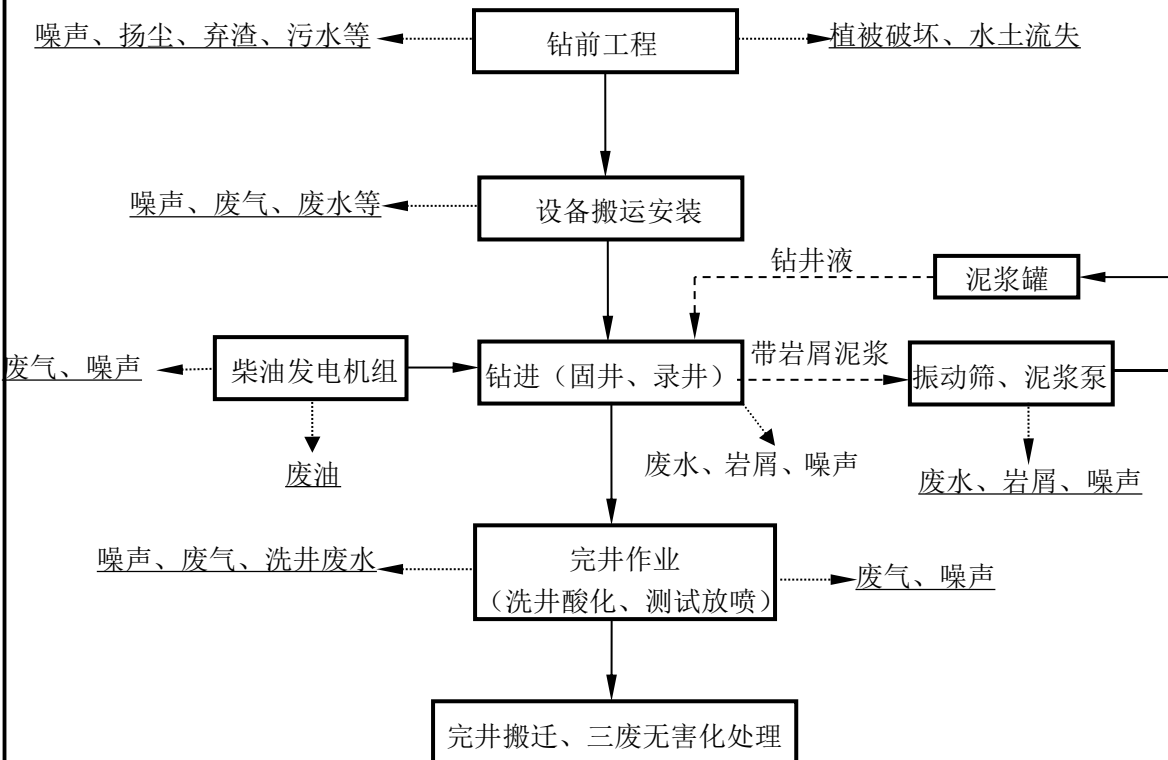 噪声、扬尘、弃渣、污水等
钻前工程
植被破坏、水土流失
噪声、废气、废水等
设备搬运安装
钻井液
泥浆罐
废气、噪声
柴油发电机组
钻进（固井、录井）
带岩屑泥浆
振动筛、泥浆泵
废油
废水、岩屑、噪声
废水、岩屑、噪声
噪声、废气、洗井废水
完井作业
（洗井酸化、测试放喷）
废气、噪声
完井搬迁、三废无害化处理